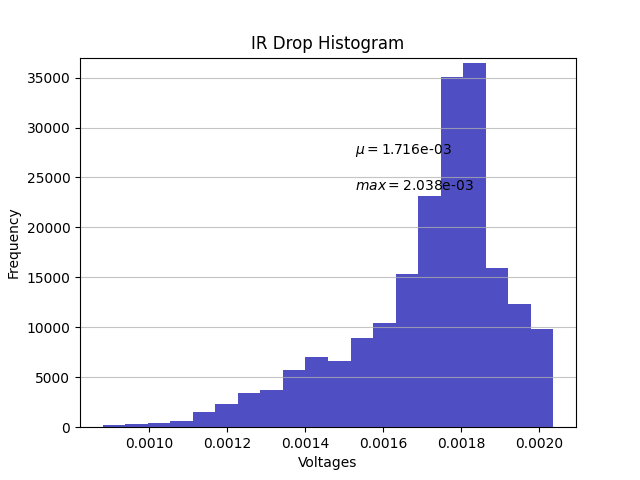 IR Drop Histogram
35000
30000
25000
20000
15000
10000
5000
0
Frequency
μ = 1.716e-03
max = 2.038e-03
0.0010 0.0012 0.0014 0.0016 0.0018 0.0020
Voltages